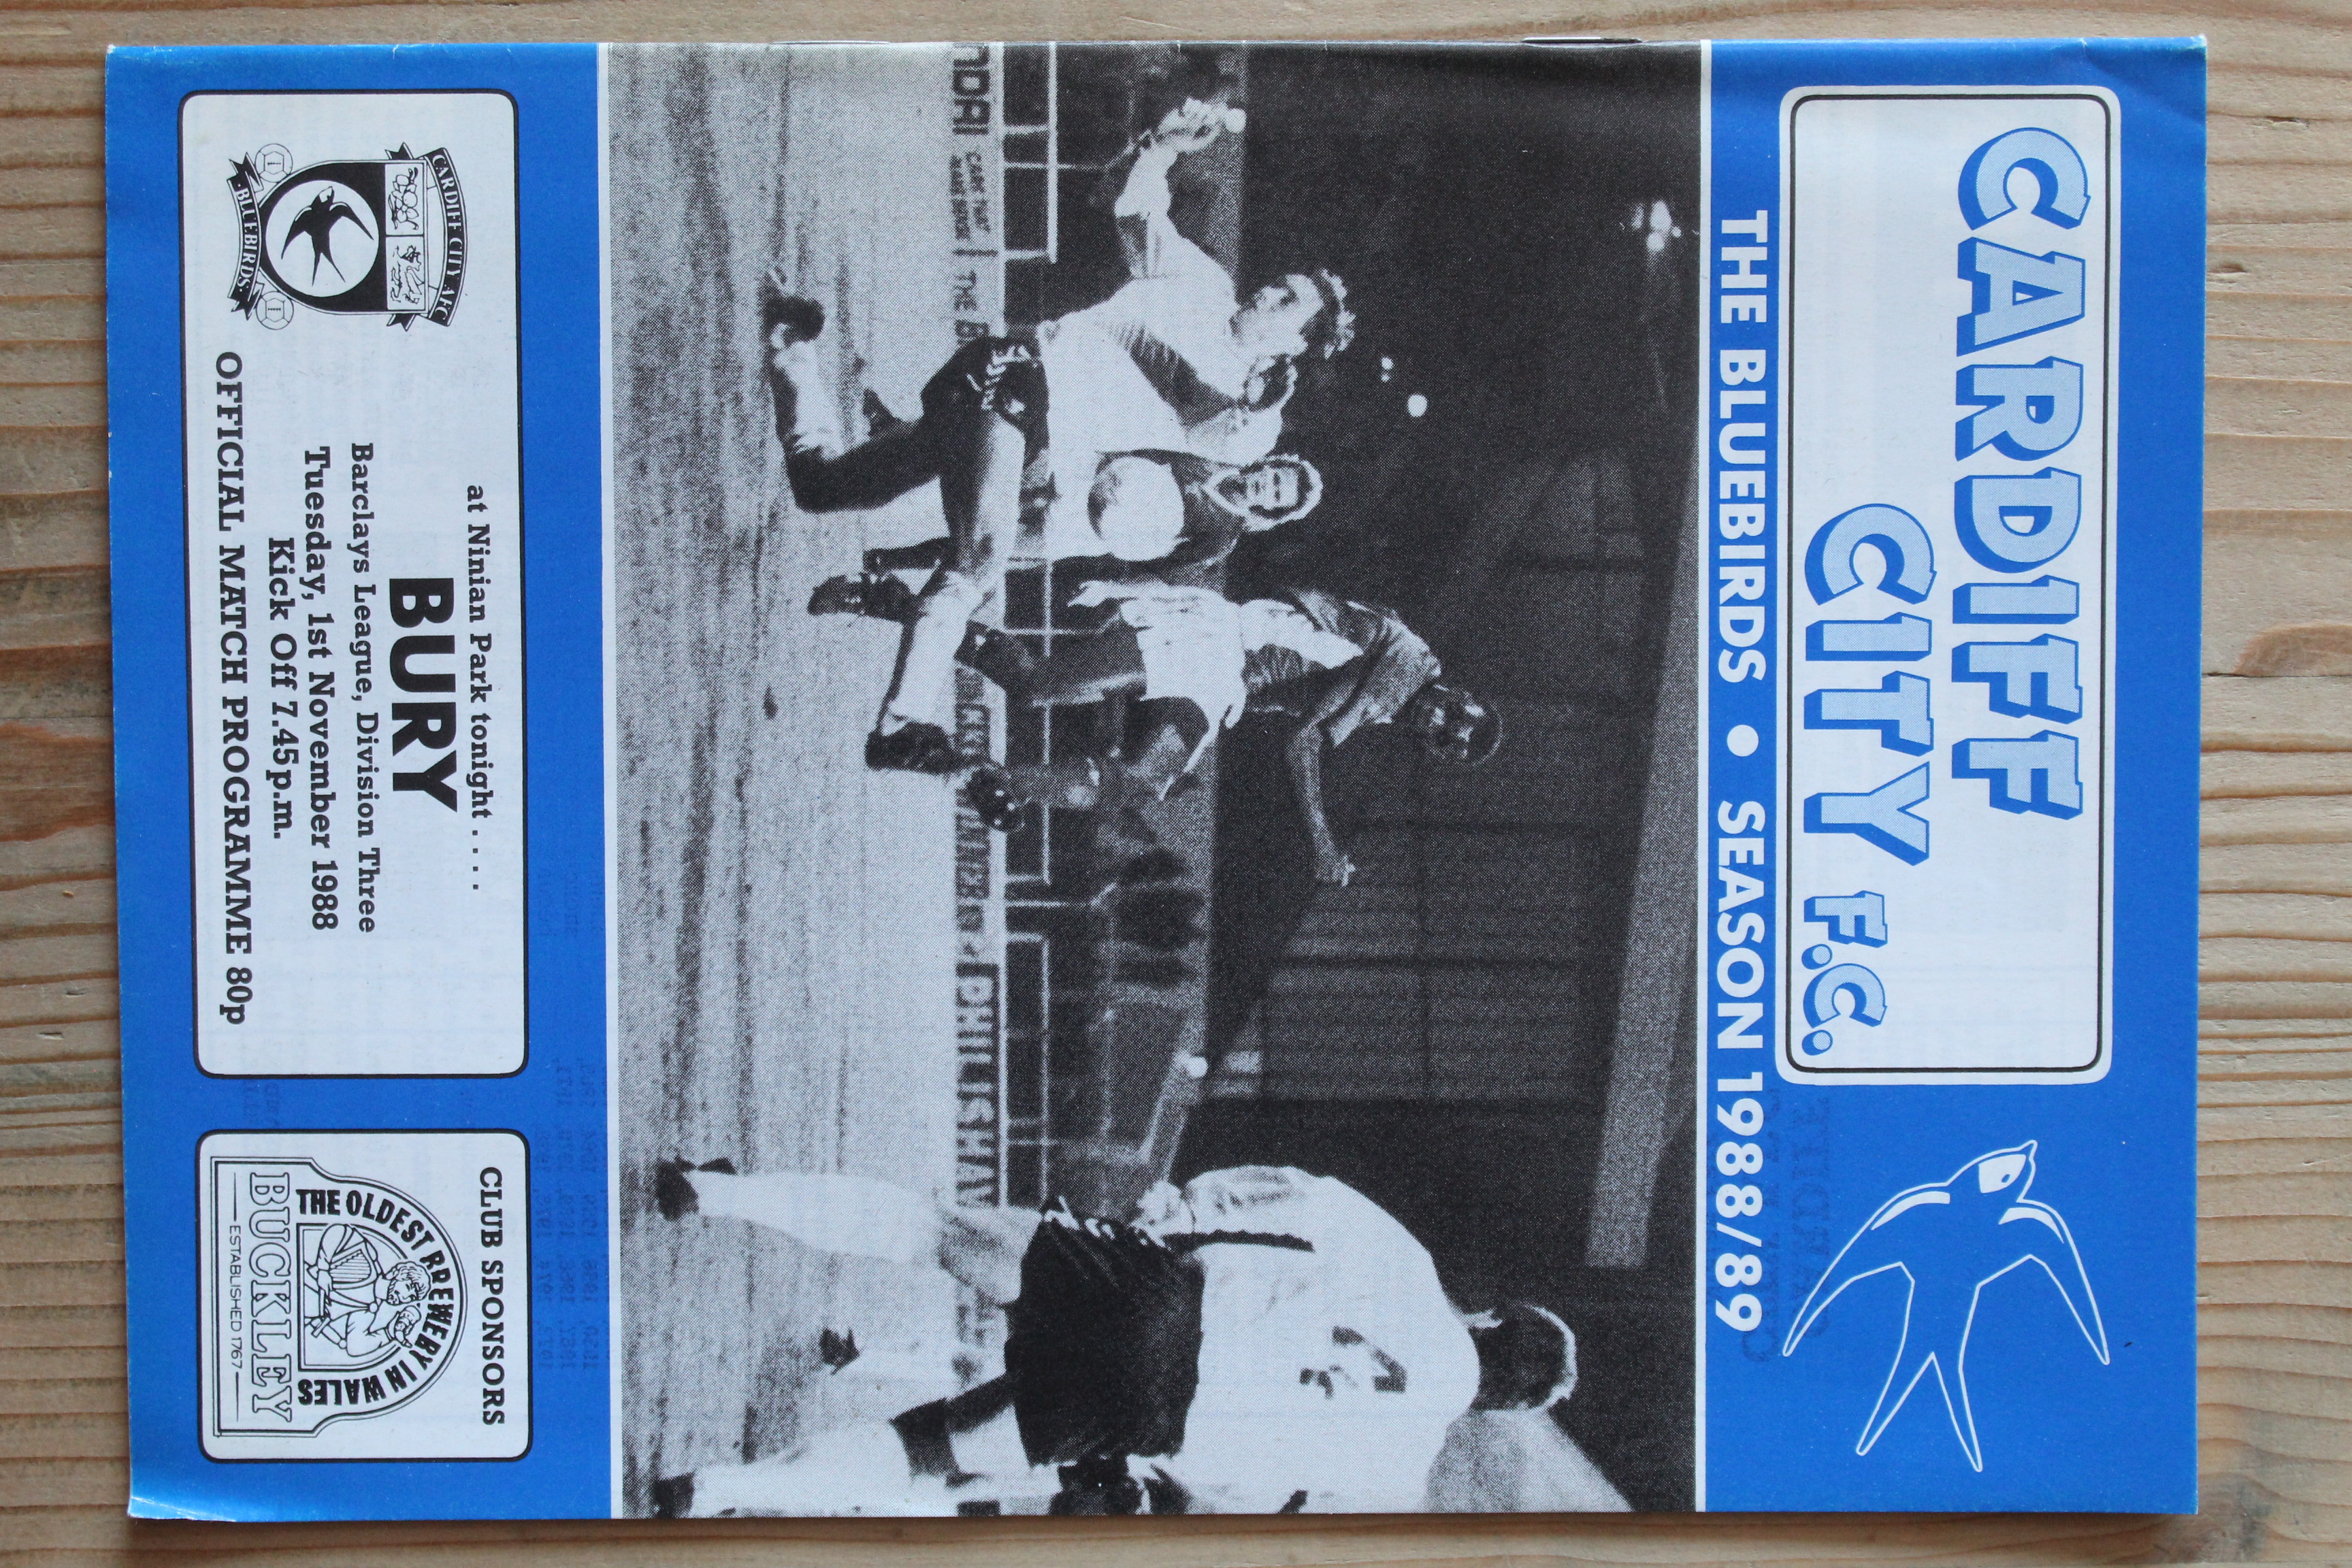 CARDIFF
CITY F.C.
THE BLUEBIRDS • SEASON 1988/89
THE
PHILISHAV
CARDIFF CITY AFC
BLUEBIRDS
at Ninian Park tonight . . . .
BURY
Barclays League, Division Three
Tuesday, 1st November 1988
Kick Off 7.45p.m.
OFFICIAL MATCH PROGRAMME 80p
CLUB SPONSORS
THE OLDEST BREWERY IN WALES
BUCKLEY
ESTABLISHED 1767